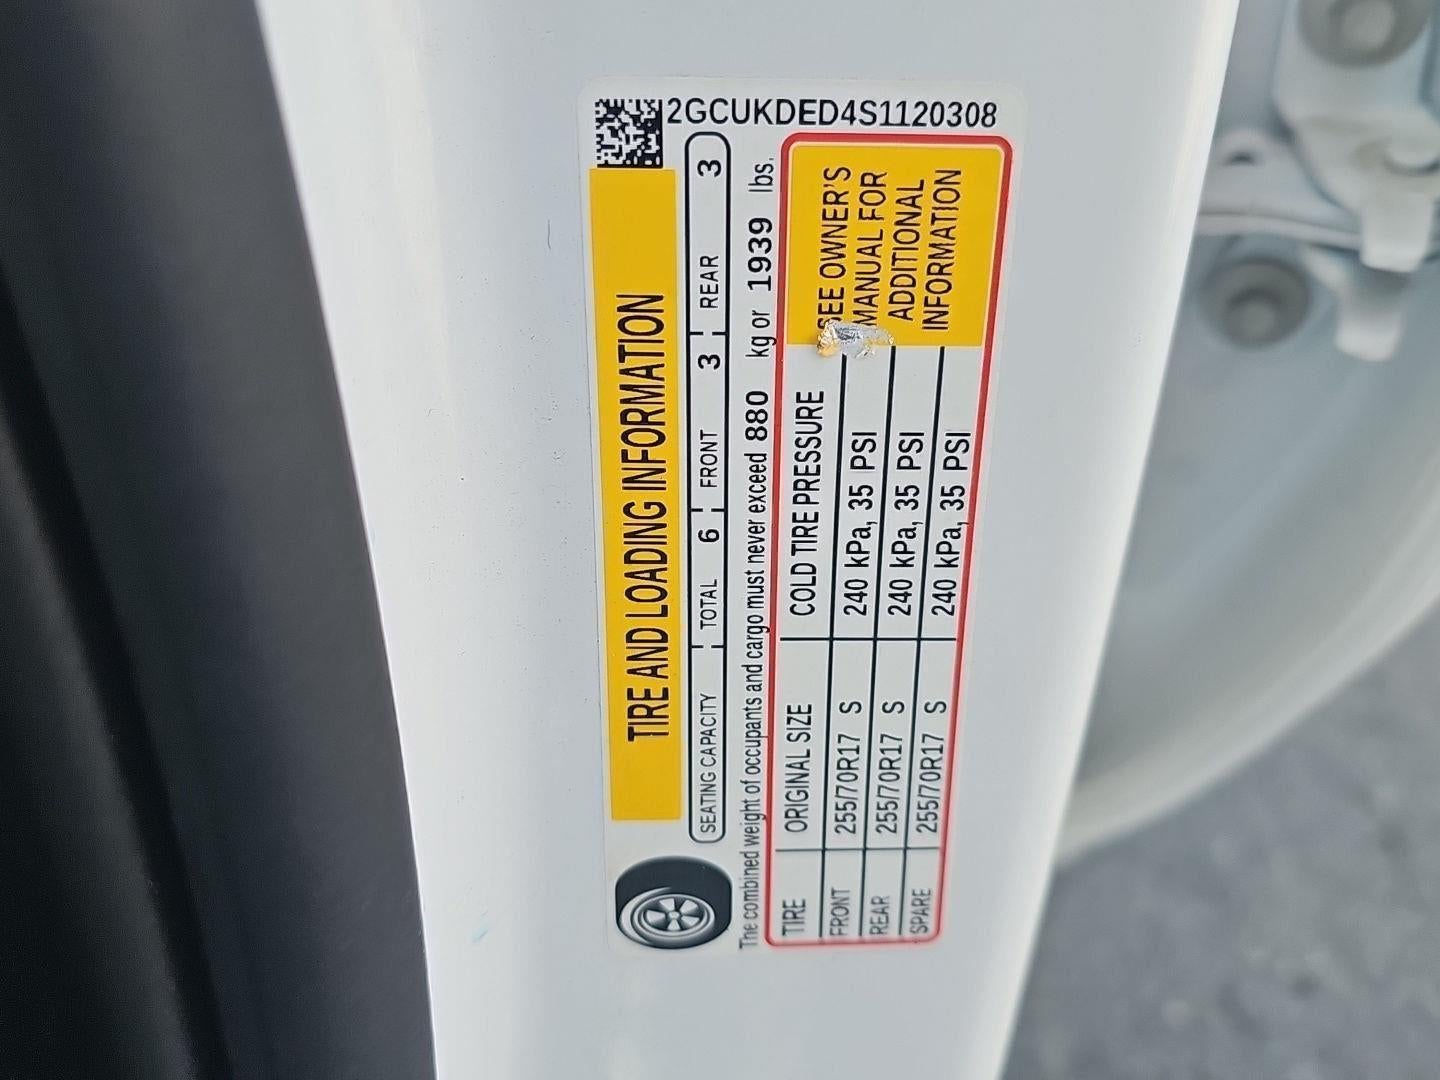 2GCUKDED4S1120308
TIRE AND LOADING INFORMATION
SEATING CAPACITY TOTAL 6 FRONT 3 REAR 3
The combined weight of occupants and cargo must never exceed 880 kg or 1939 lbs.
TIRE ORIGINAL SIZE COLD TIRE PRESSURE
FRONT 255/70R17 S 240 kPa, 35 PSI
REAR 255/70R17 S 240 kPa, 35 PSI
SPARE 255/70R17 S 240 kPa, 35 PSI
SEE OWNER'S
MANUAL FOR
ADDITIONAL
INFORMATION